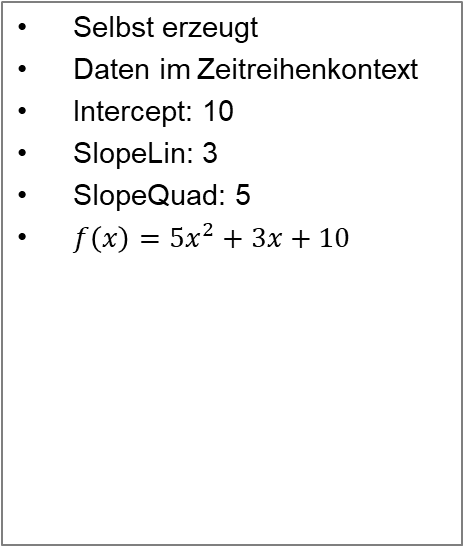 • Selbst erzeugt
• Daten im Zeitreihenkontext
• Intercept: 10
• SlopeLin: 3
• SlopeQuad: 5
• 𝑓(𝑥) = 5𝑥² + 3𝑥 + 10